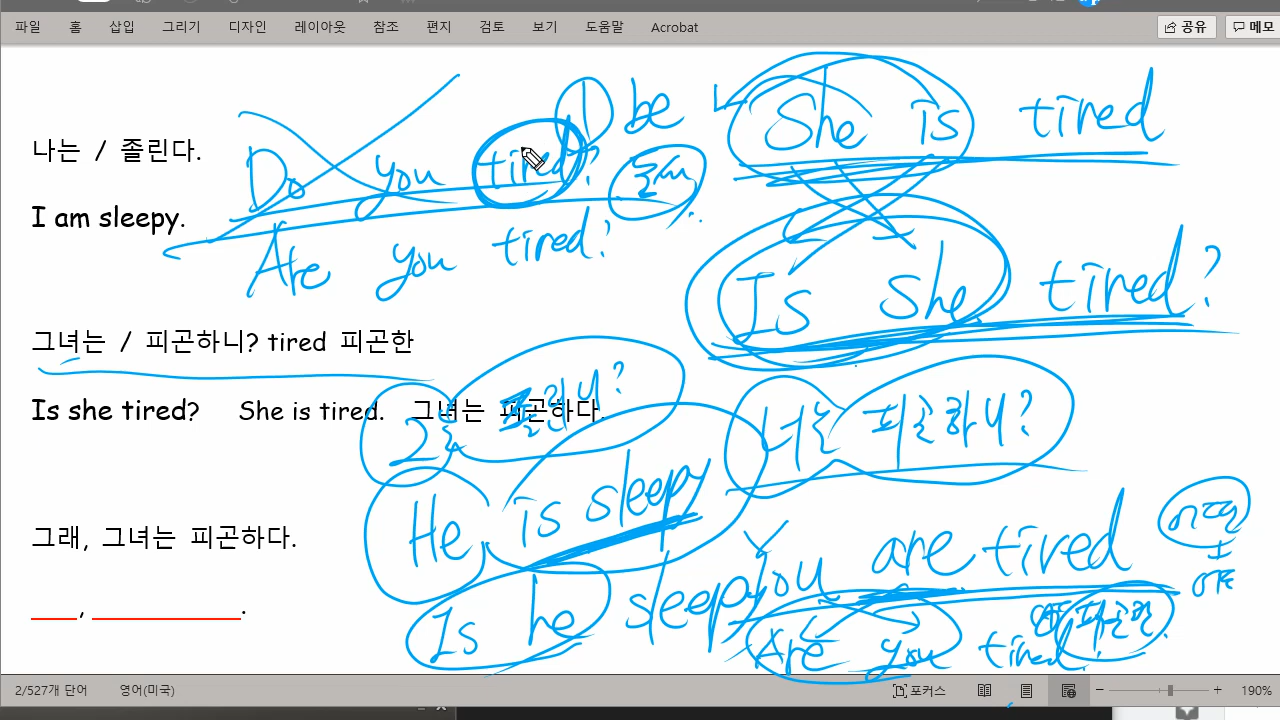 파일 홈 삽입 그리기 디자인 레이아웃 참조 편지 검토 보기 도움말 Acrobat 공유 메모
I be She is tired
나는 / 졸린다. Do you tired?
I am sleepy. Are you tired?
Is she tired?
그녀는 / 피곤하니? tired 피곤한
졸린니?
Is she tired? She is tired. 그녀는 피곤하다.
그는 너는 피곤하니?
He is sleepy
그래, 그녀는 피곤하다.
You are tired
Is he sleepy
___, ___________.
Are you tired?
2/527개 단어 영어(미국) 포커스 190%